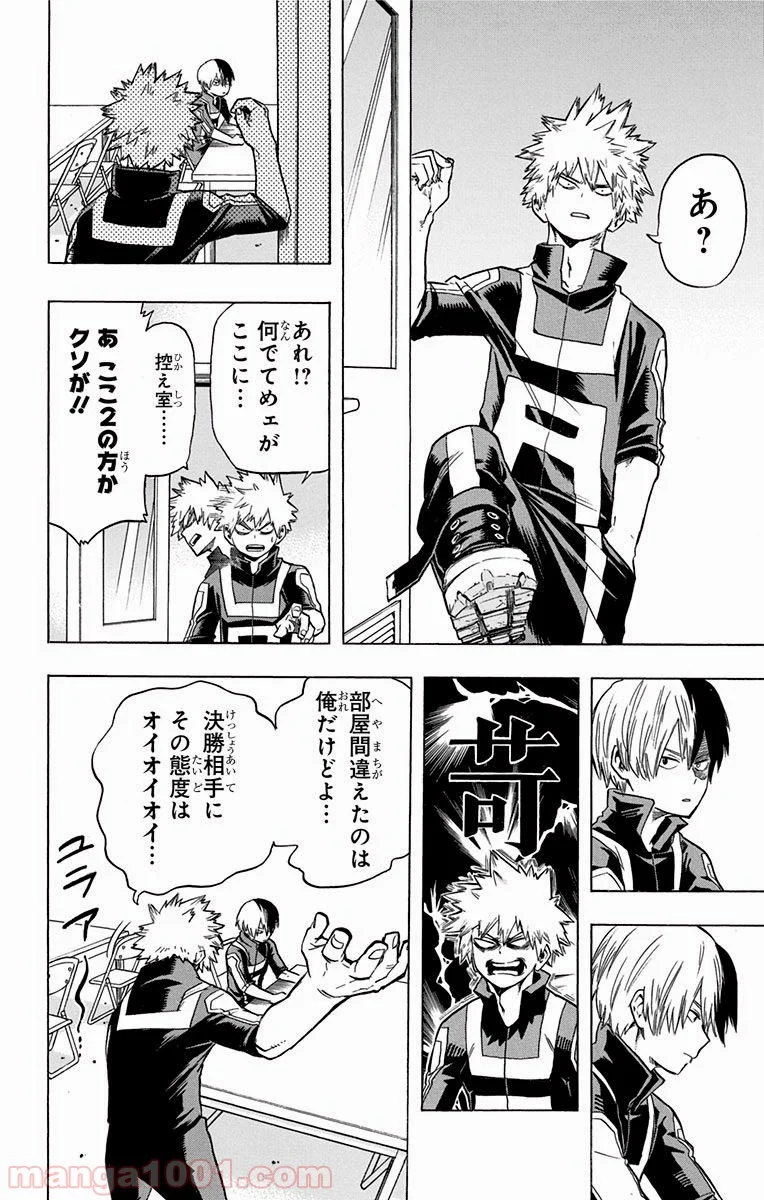 あ?
あれ!?
何でてめェが
ここに…
控え室……
あ ここ2の方か
クソが!!
苛
部屋間違えたのは
俺だけどよ…
決勝相手に
その態度は
オイオイオイ…
ユラァ
manga1001.com